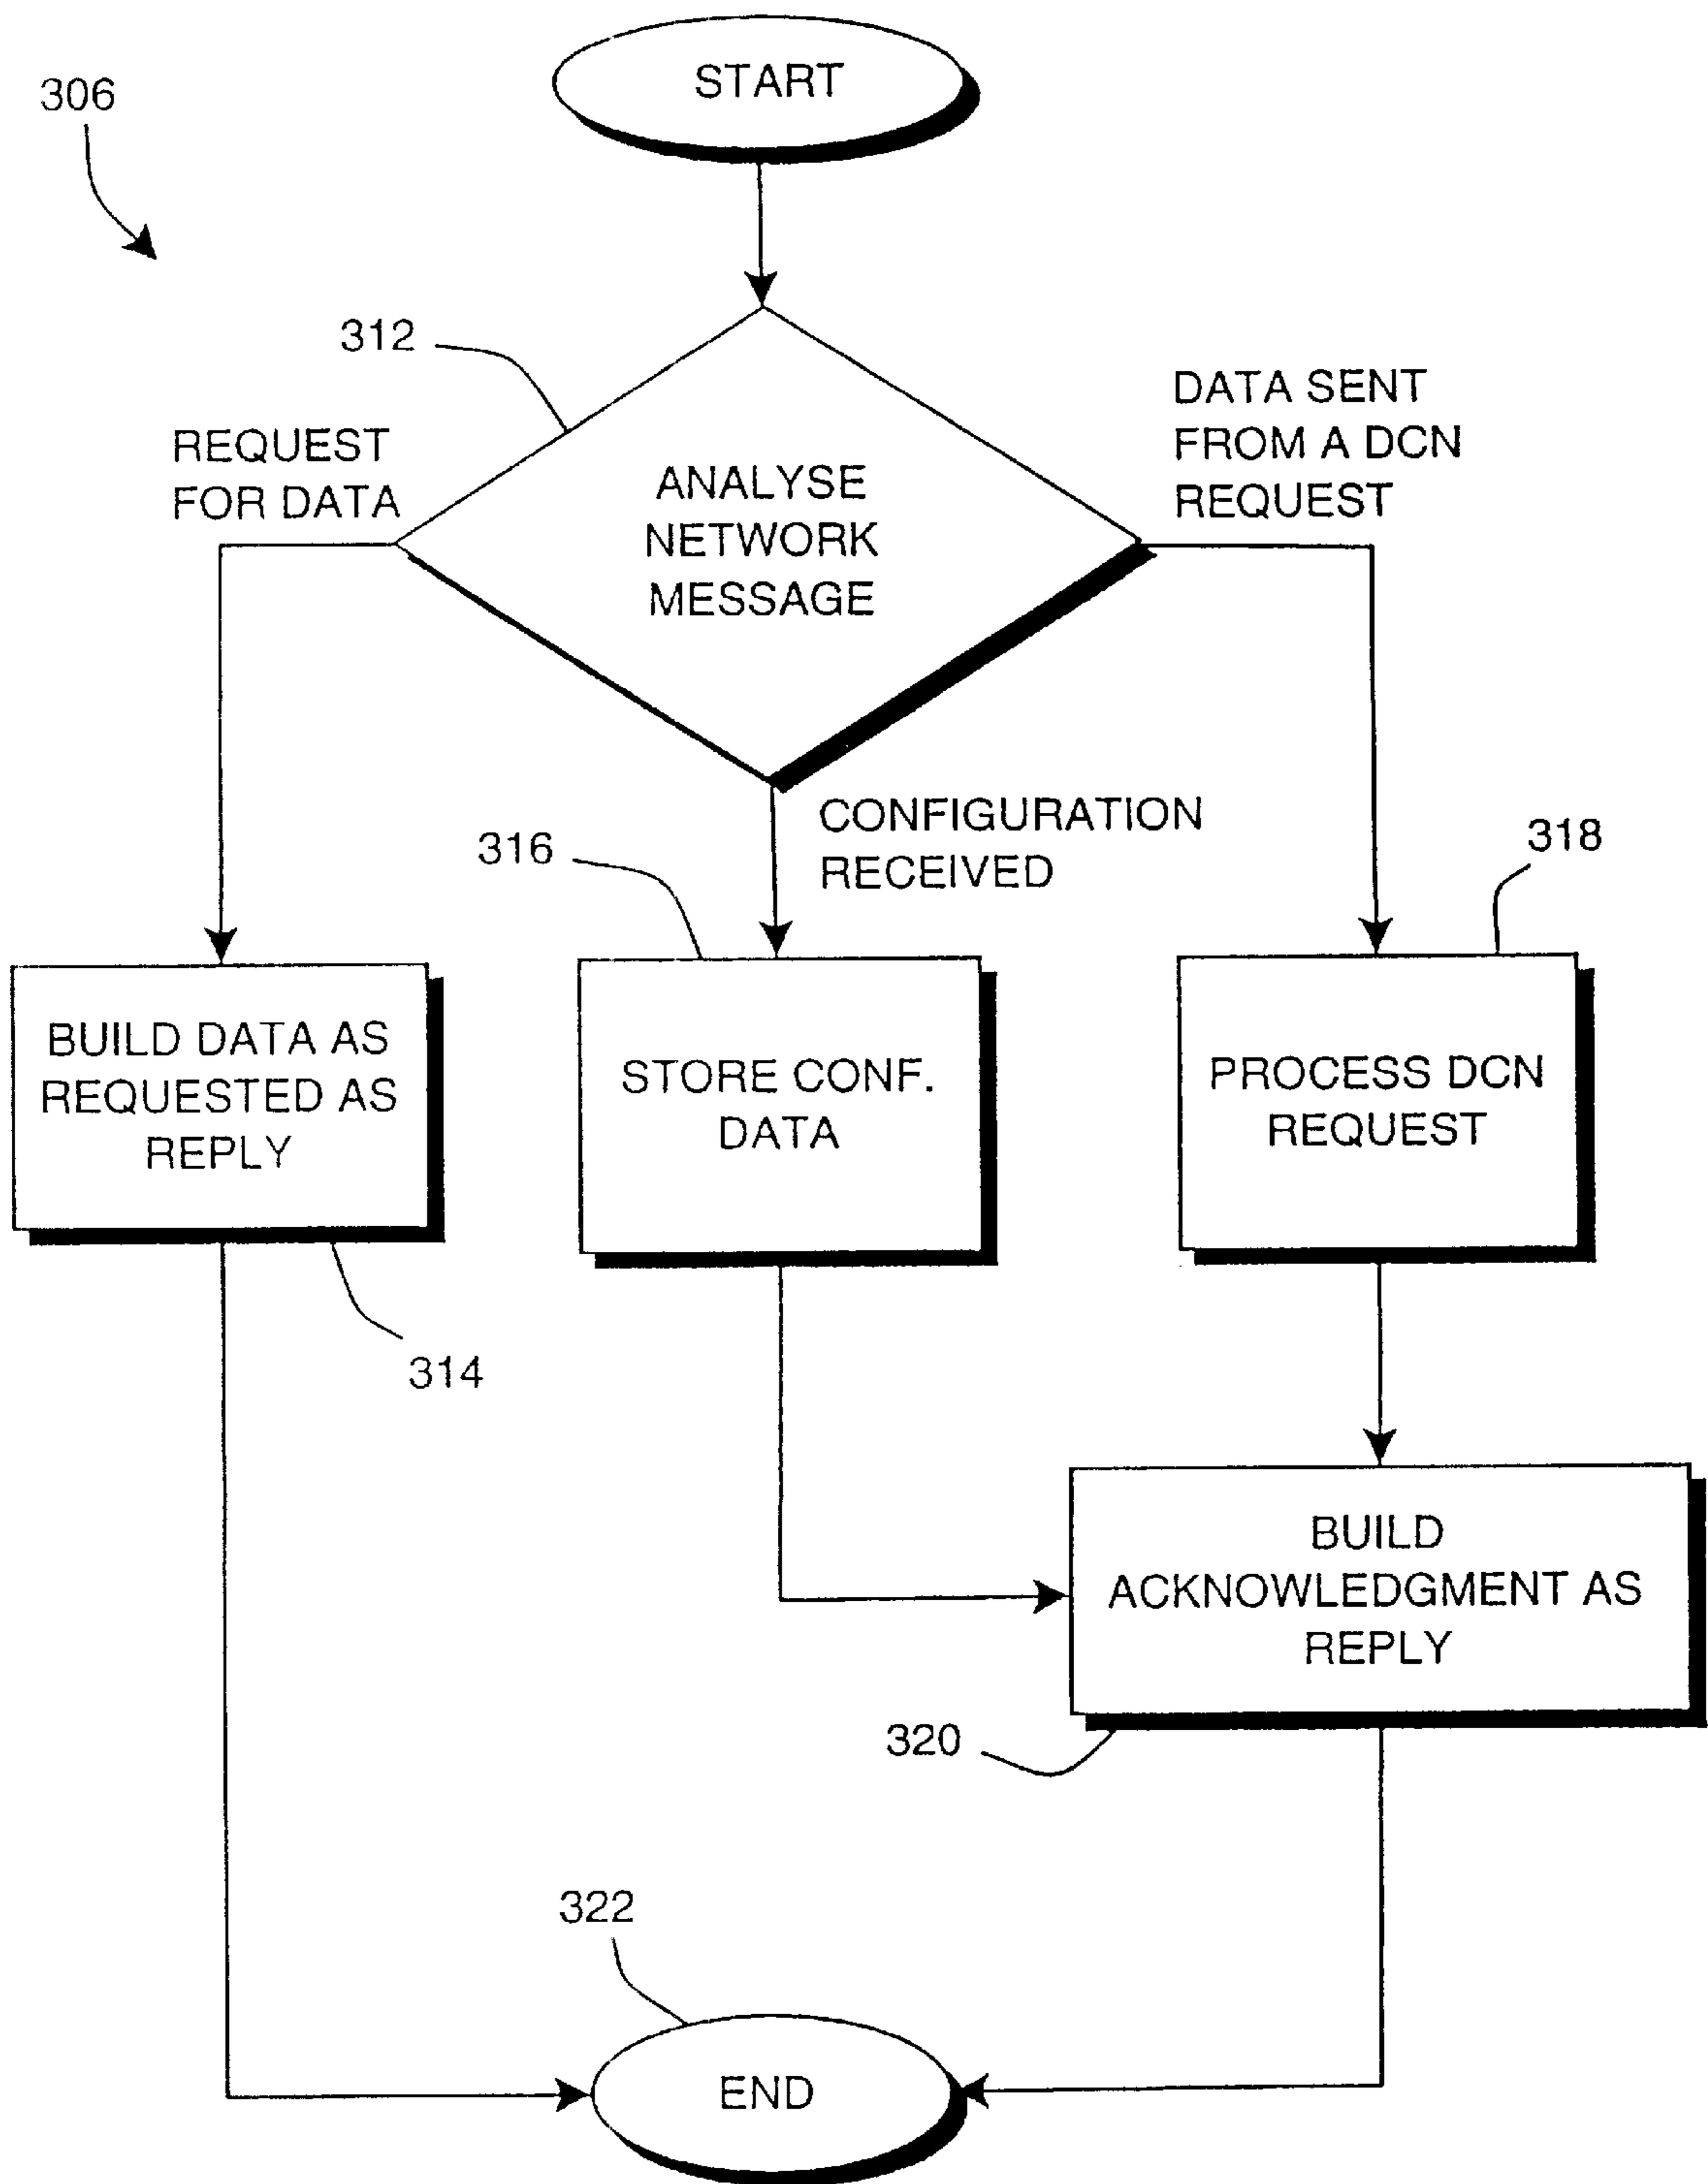 START
306
312
REQUEST
FOR DATA
ANALYSE
NETWORK
MESSAGE
DATA SENT
FROM A DCN
REQUEST
CONFIGURATION
RECEIVED
316
318
BUILD DATA AS
REQUESTED AS
REPLY
STORE CONF.
DATA
PROCESS DCN
REQUEST
314
BUILD
ACKNOWLEDGMENT AS
REPLY
320
322
END